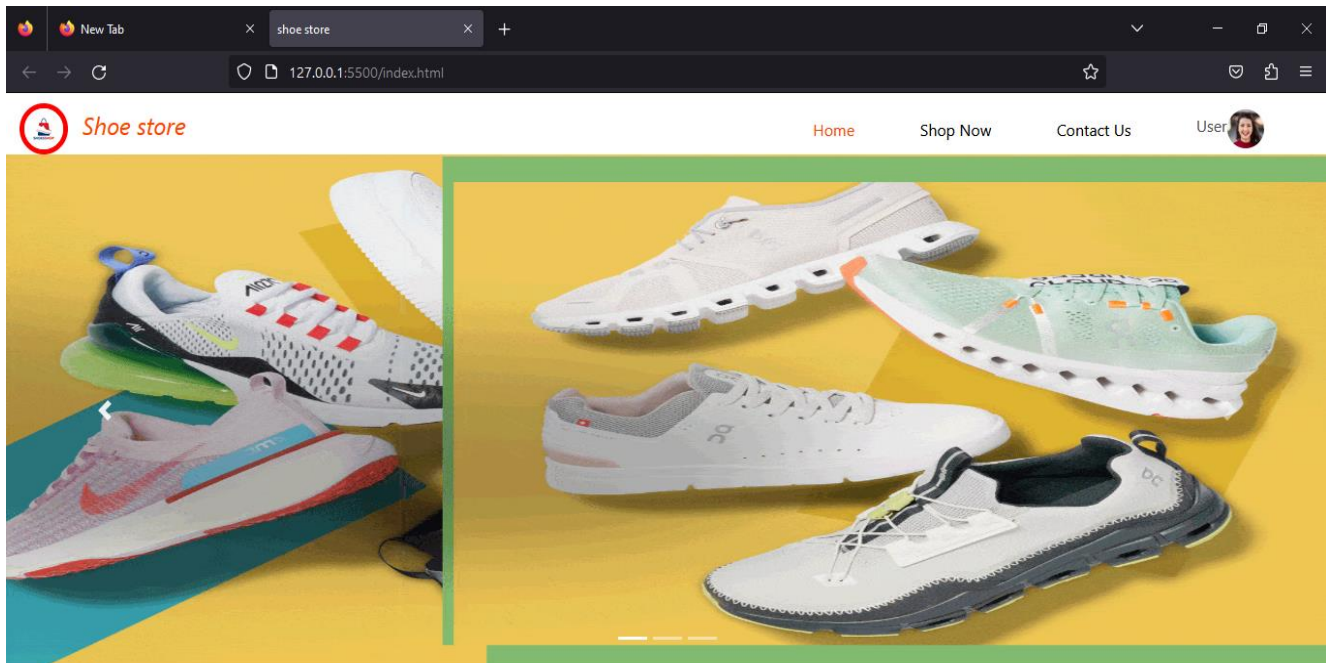 New Tab
shoe store
127.0.0.1:5500/index.html
Shoe store
Home
Shop Now
Contact Us
User